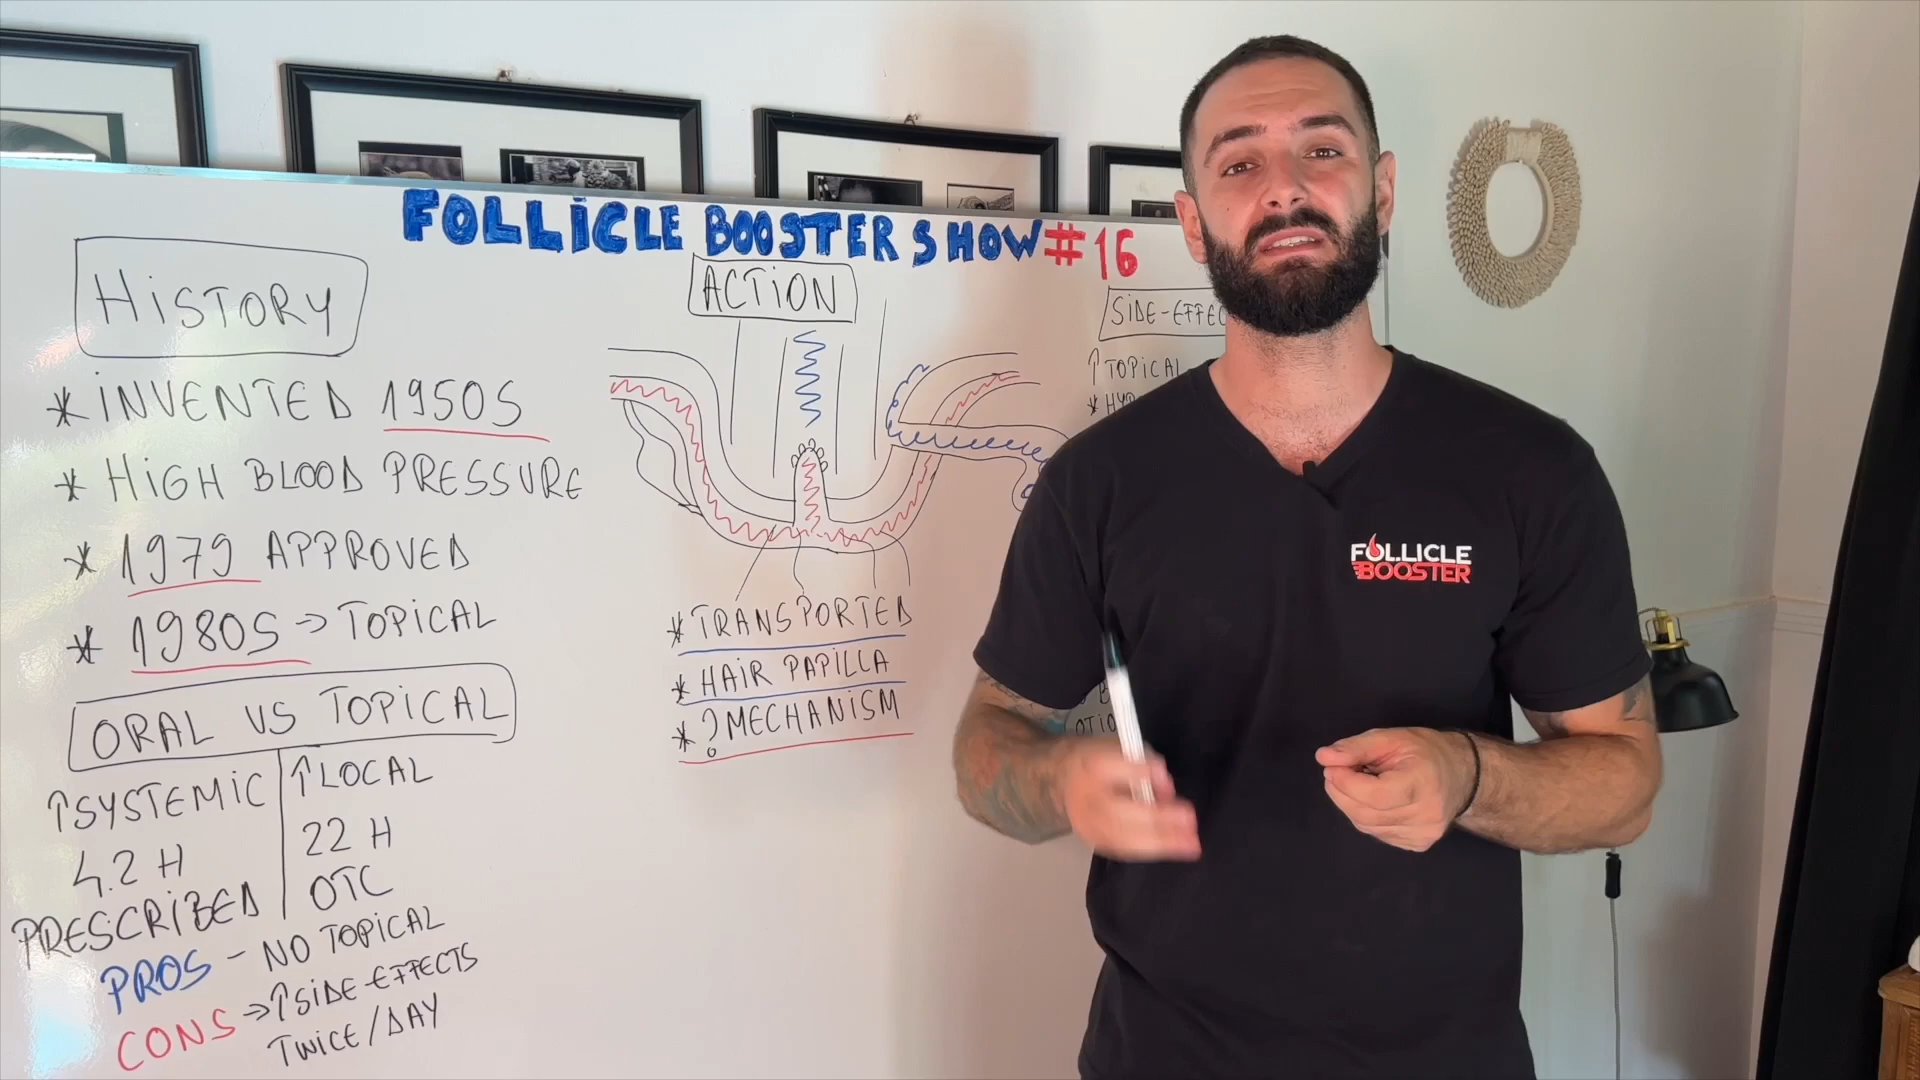 FOLLICLE BOOSTER SHOW #16
HISTORY
* INVENTED 1950S
* HIGH BLOOD PRESSURE
* 1979 APPROVED
* 1980S → TOPICAL
ORAL VS TOPICAL
↑SYSTEMIC ↑LOCAL
4.2 H 22 H
PRESCRIBED OTC
PROS - NO TOPICAL
CONS → ↑SIDE-EFFECTS
TWICE/DAY
ACTION
* TRANSPORTED
* HAIR PAPILLA
* ? MECHANISM
SIDE-EFFEC
↑ TOPICAL
FOLLICLE
BOOSTER